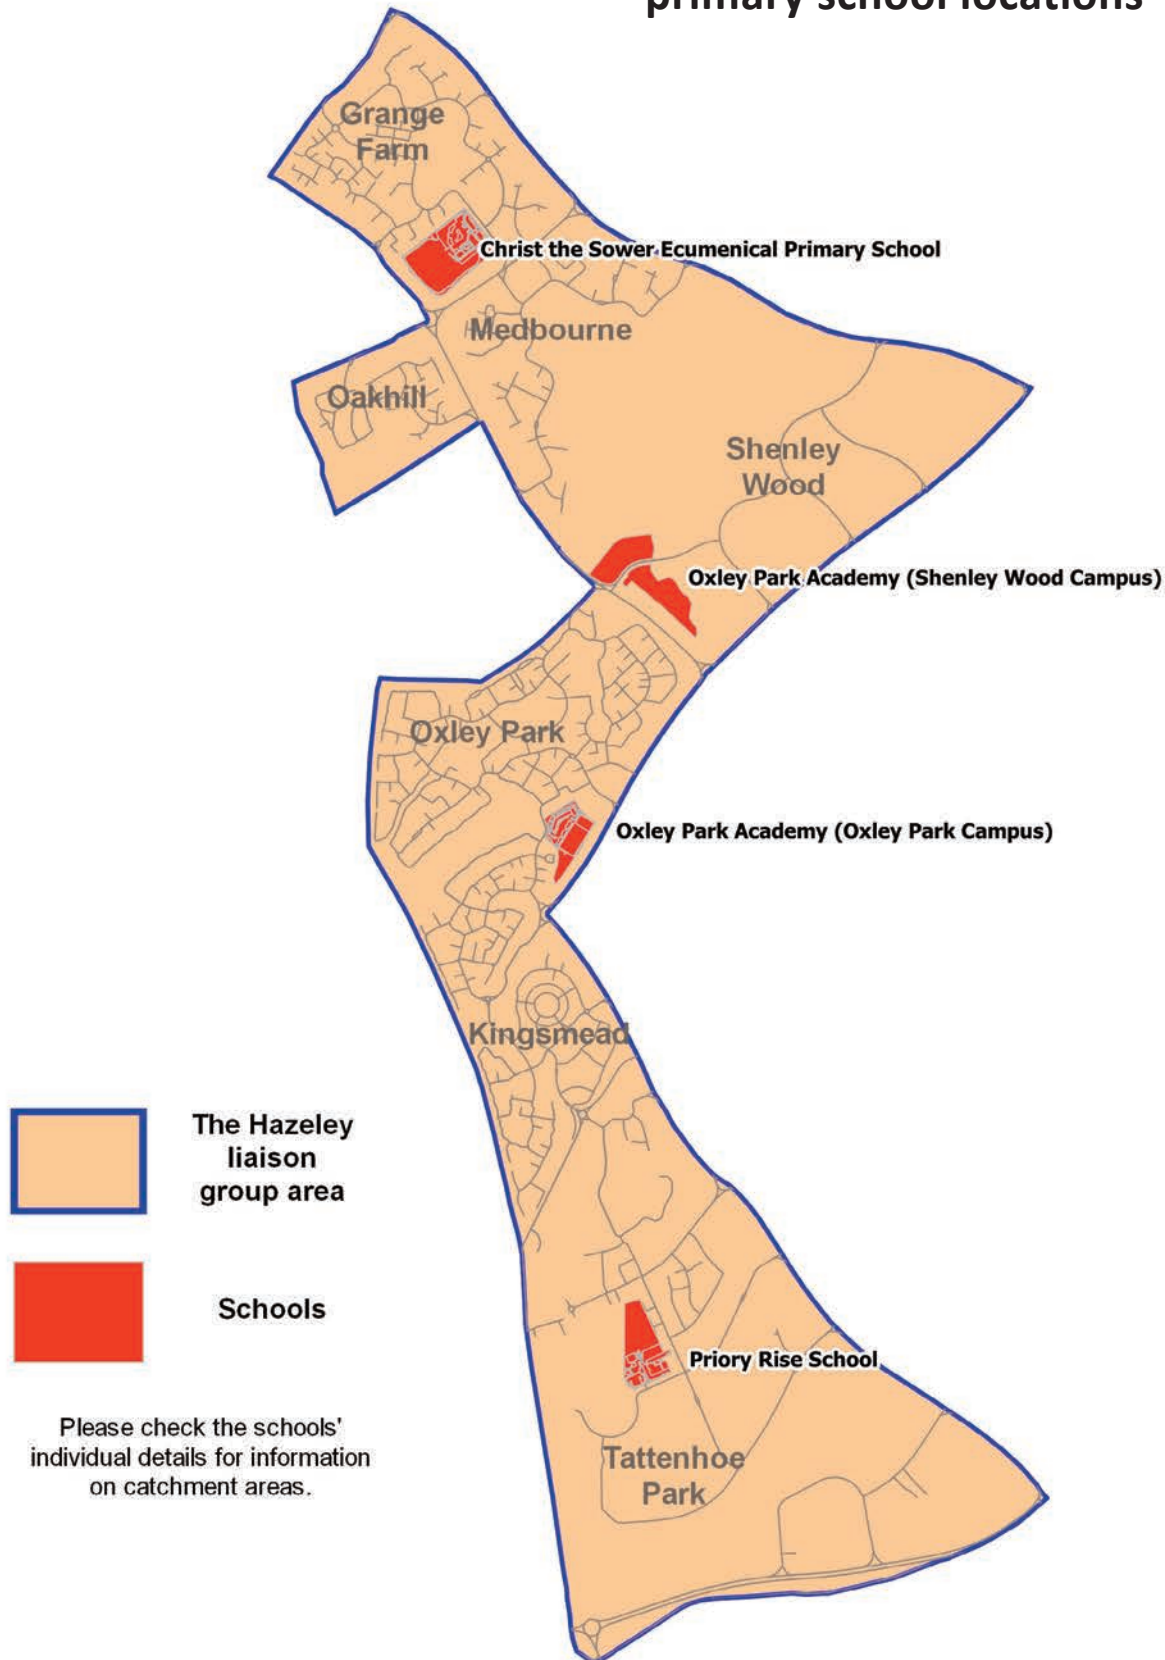 primary school locations
Grange
Farm
Christ the Sower Ecumenical Primary School
Medbourne
Oakhill
Shenley
Wood
Oxley Park Academy (Shenley Wood Campus)
Oxley Park
Oxley Park Academy (Oxley Park Campus)
Kingsmead
The Hazeley
liaison
group area
Schools
Priory Rise School
Please check the schools'
individual details for information
on catchment areas.
Tattenhoe
Park